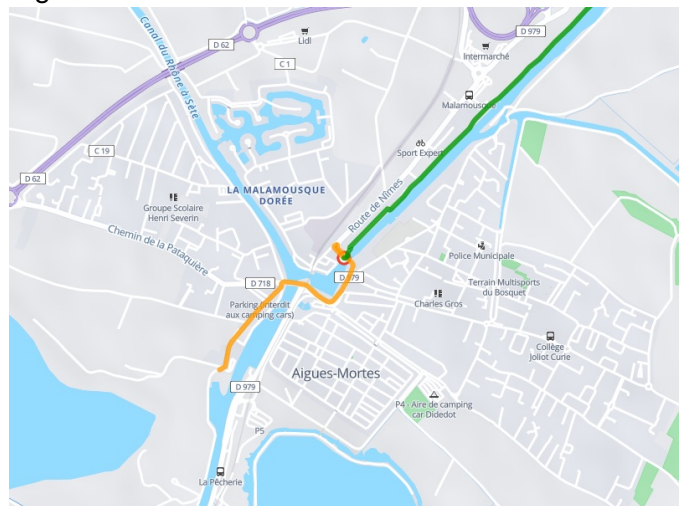 D 979
D 62
Lidl
Canal du Rhône à Sète
C 1
Intermarché
Malamousque
C 19
Sport Expert
D 62
LA MALAMOUSQUE
DORÉE
Groupe Scolaire
Henri Severin
Route de Nîmes
Chemin de la Pataquière
Police Municipale
D 718
D 979
Terrain Multisports
du Bosquet
Parking (interdit
aux camping cars)
Charles Gros
Collège
Joliot Curie
Aigues-Mortes
D 979
P4 - Aire de camping
car Didedot
P5
La Pêcherie